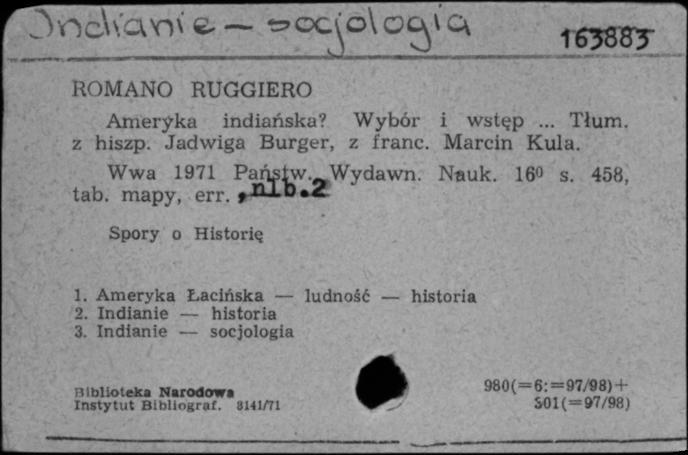 Indianie – socjologia
163883
ROMANO RUGGIERO
Ameryka indiańska? Wybór i wstęp ... Tłum.
z hiszp. Jadwiga Burger, z franc. Marcin Kula.
Wwa 1971 Państw. Wydawn. Nauk. 16⁰ s. 458,
tab. mapy, err. ,nlb.2
Spory o Historię
1. Ameryka Łacińska — ludność — historia
2. Indianie — historia
3. Indianie — socjologia
Biblioteka Narodowa
Instytut Bibliograf. 3141/71
980(=6:=97/98)+
301(=97/98)